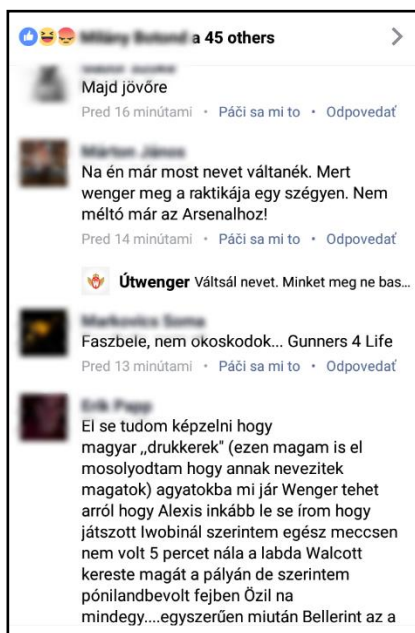 a 45 others
Majd jövőre
Pred 16 minútami • Páči sa mi to • Odpovedať
Na én már most nevet váltanék. Mert
wenger meg a raktikája egy szégyen. Nem
méltó már az Arsenalhoz!
Pred 14 minútami • Páči sa mi to • Odpovedať
Útwenger Váltsál nevet. Minket meg ne bas...
Faszbele, nem okoskodok... Gunners 4 Life
Pred 13 minútami • Páči sa mi to • Odpovedať
El se tudom képzelni hogy
magyar ,,drukkerek" (ezen magam is el
mosolyodtam hogy annak nevezitek
magatok) agyatokba mi jár Wenger tehet
arról hogy Alexis inkább le se írom hogy
játszott Iwobinál szerintem egész meccsen
nem volt 5 percet nála a labda Walcott
kereste magát a pályán de szerintem
pónilandbevolt fejben Özil na
mindegy....egyszerűen miután Bellerint az a